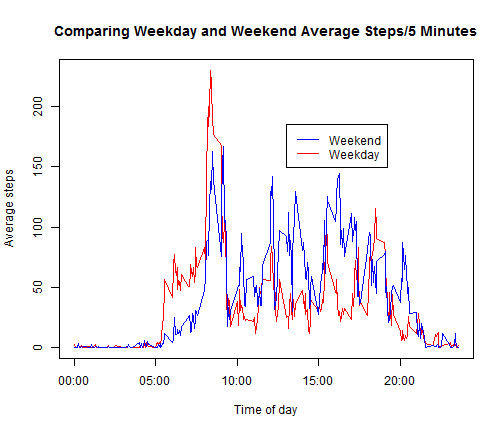 Comparing Weekday and Weekend Average Steps/5 Minutes
Average steps
200
150
100
50
0
Weekend
Weekday
00:00 05:00 10:00 15:00 20:00
Time of day